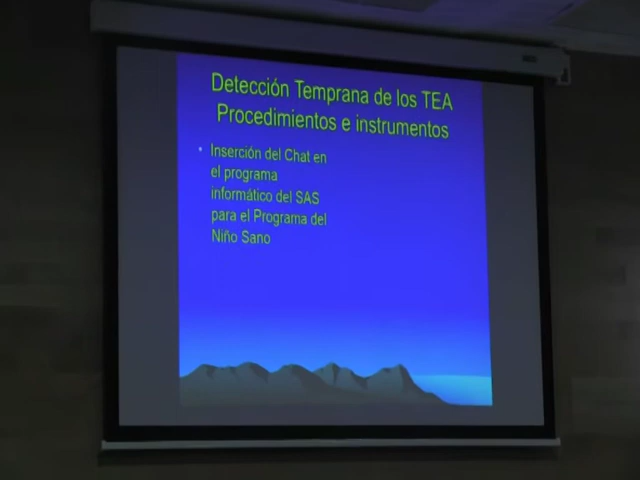 Detección Temprana de los TEA
Procedimientos e instrumentos
• Inserción del Chat en
el programa
informático del SAS
para el Programa del
Niño Sano